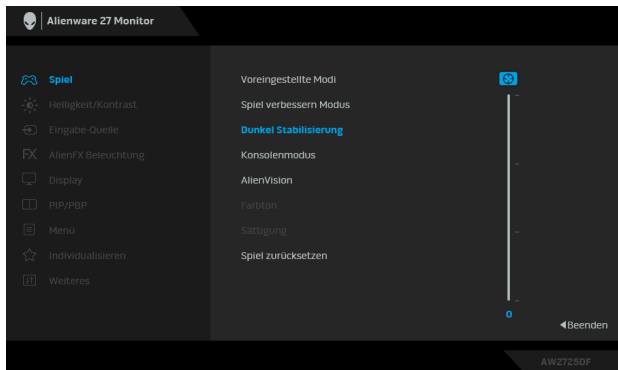 Alienware 27 Monitor
Spiel
Helligkeit/Kontrast
Eingabe-Quelle
FX AlienFX Beleuchtung
Display
PIP/PBP
Menü
Individualisieren
Weiteres
Voreingestellte Modi
Spiel verbessern Modus
Dunkel Stabilisierung
Konsolenmodus
AlienVision
Farbton
Sättigung
Spiel zurücksetzen
0
Beenden
AW2725DF